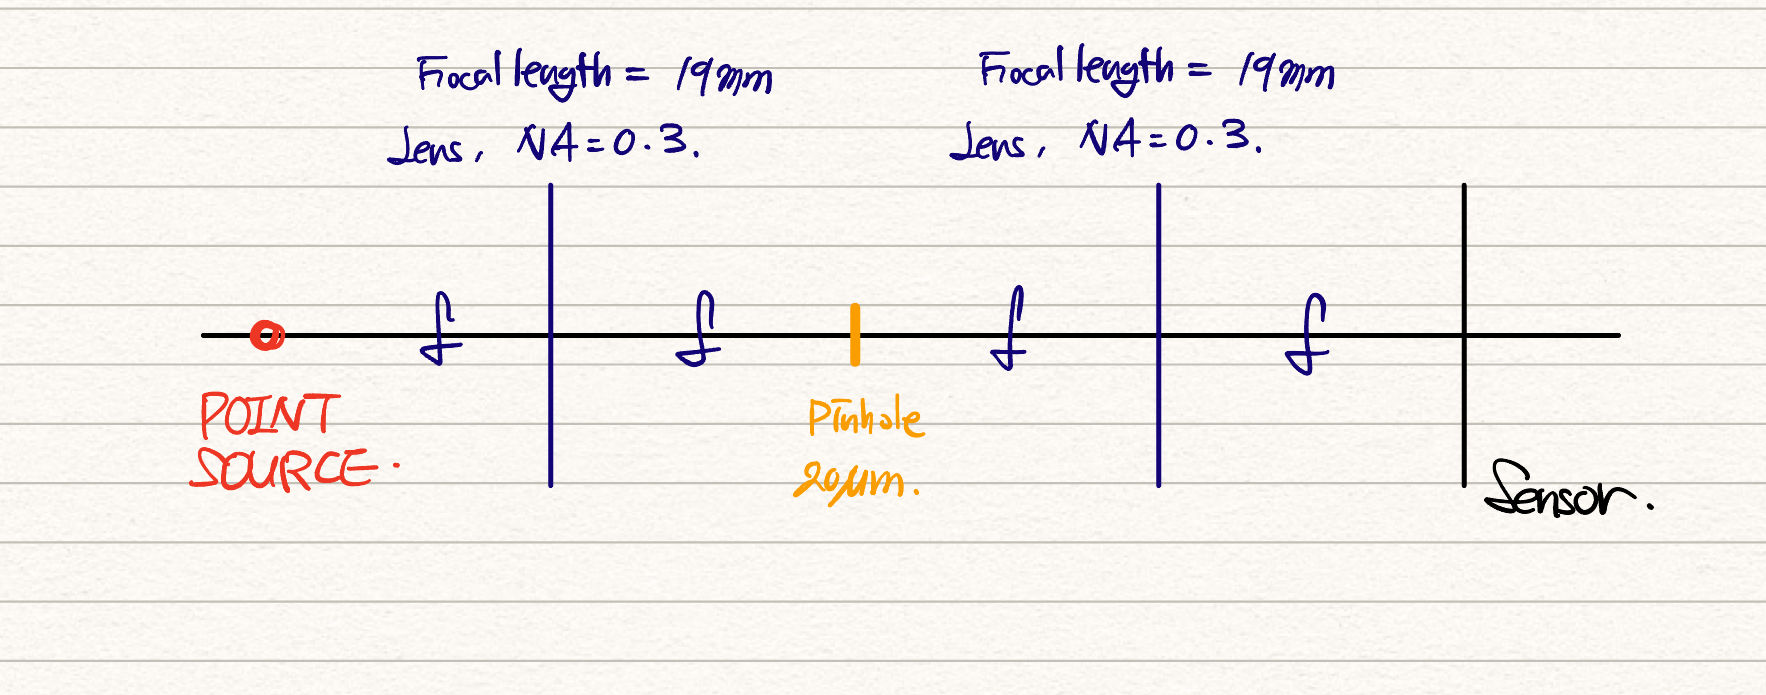 Focal length = 19mm
Lens, NA=0.3.
Focal length = 19mm
Lens, NA=0.3.
f
f
f
f
POINT
SOURCE.
Pinhole
20μm.
Sensor.